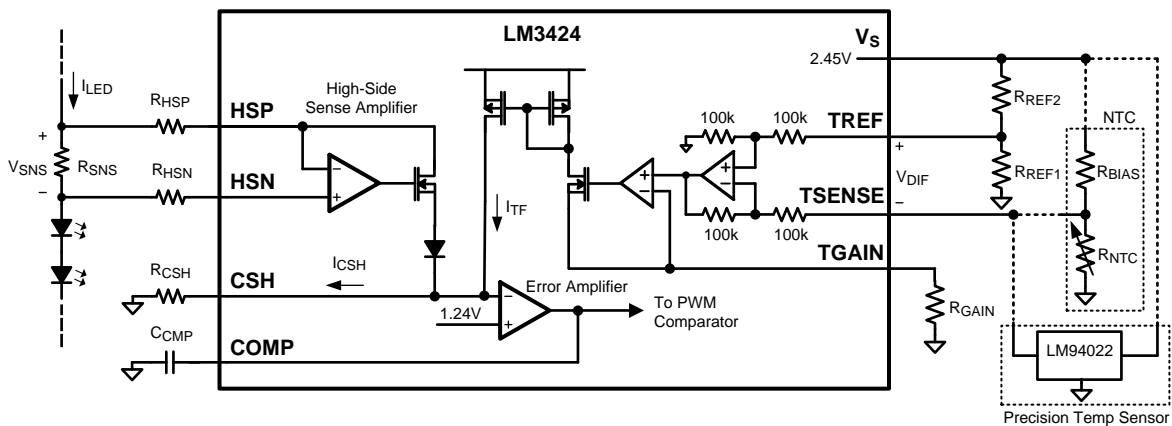 LM3424
VS
2.45V
ILED
High-Side
Sense Amplifier
RHSP
HSP
RREF2
100k
100k
TREF
NTC
+
VSNS
RSNS
−
−
+
+
−
+
−
+
VDIF
−
RREF1
RBIAS
RHSN
HSN
ITF
TSENSE
100k
100k
TGAIN
RNTC
RCSH
CSH
ICSH
Error Amplifier
−
+
1.24V
To PWM
Comparator
RGAIN
CCMP
COMP
LM94022
Precision Temp Sensor